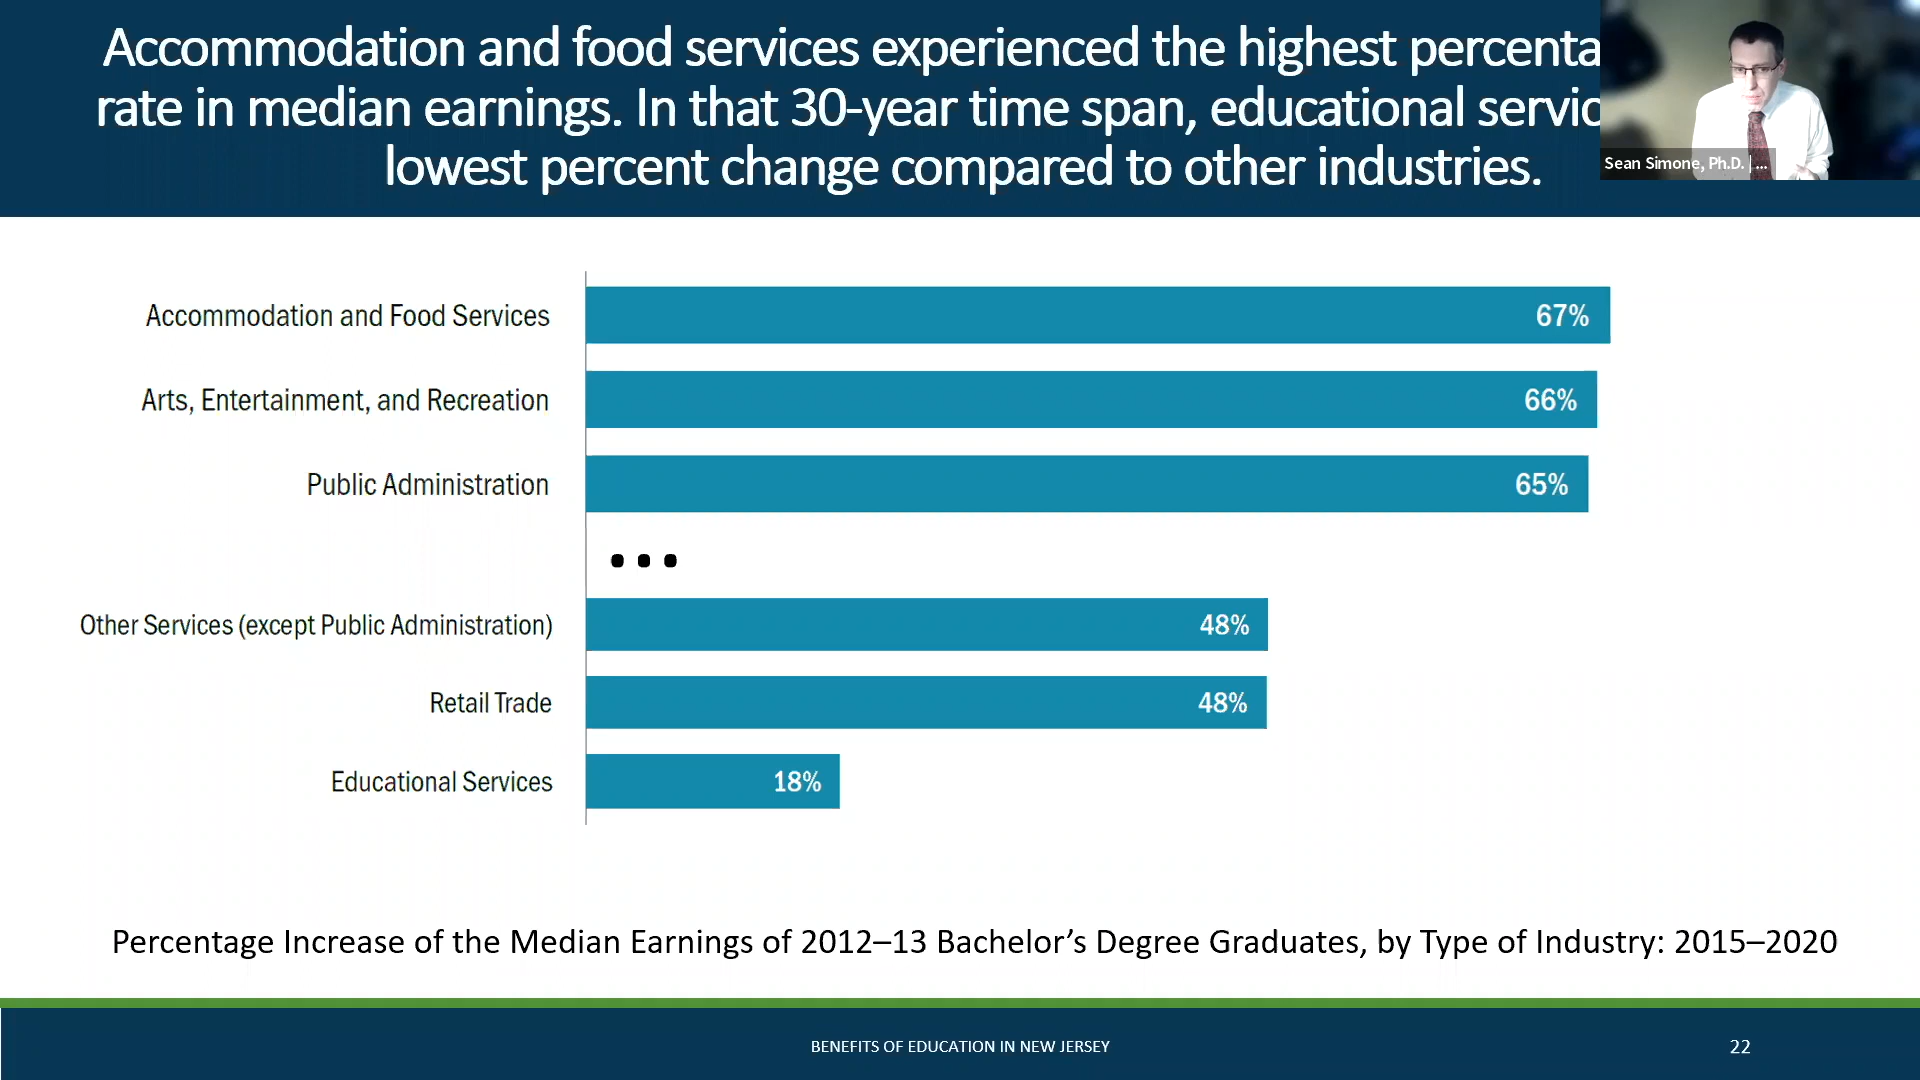 Accommodation and food services experienced the highest
rate in median earnings. In that 30-year time span, educational
lowest percent change compared to other industries.
Sean Simone, Ph.D. | ...
Accommodation and Food Services
67%
Arts, Entertainment, and Recreation
66%
Public Administration
65%
...
Other Services (except Public Administration)
48%
Retail Trade
48%
Educational Services
18%
Percentage Increase of the Median Earnings of 2012–13 Bachelor’s Degree Graduates, by Type of Industry: 2015–2020
BENEFITS OF EDUCATION IN NEW JERSEY
22